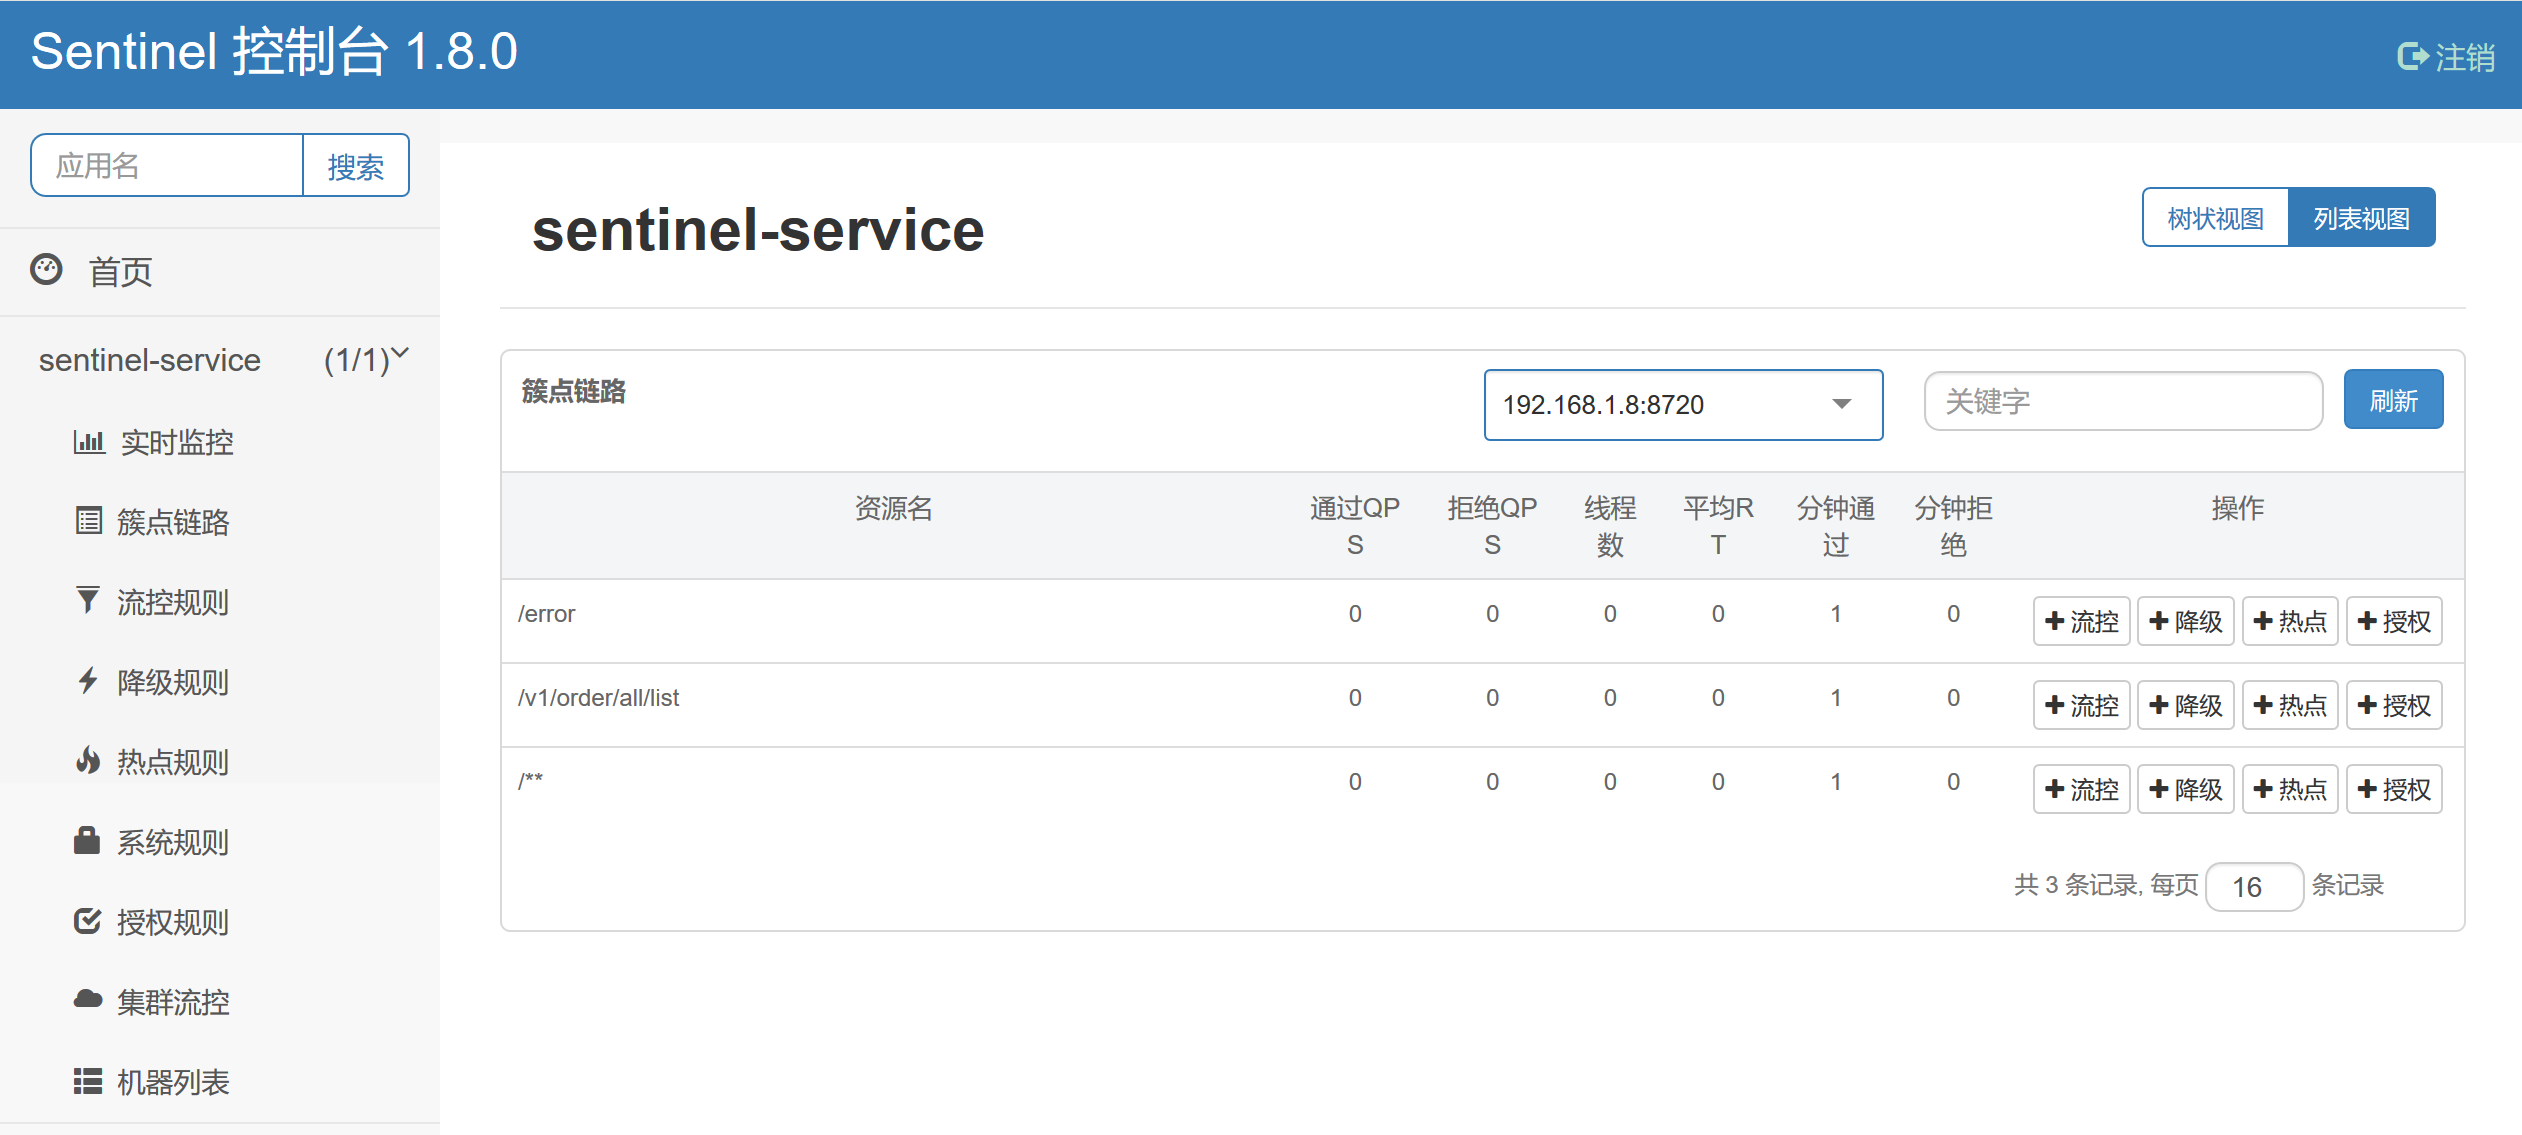 Sentinel 控制台 1.8.0
注销
应用名
搜索
首页
sentinel-service (1/1)
实时监控
簇点链路
流控规则
降级规则
热点规则
系统规则
授权规则
集群流控
机器列表
sentinel-service
树状视图 列表视图
簇点链路
192.168.1.8:8720
关键字
刷新
资源名 通过QPS 拒绝QPS 线程数 平均RT 分钟通过 分钟拒绝 操作
/error 0 0 0 0 1 0 流控 降级 热点 授权
/v1/order/all/list 0 0 0 0 1 0 流控 降级 热点 授权
/** 0 0 0 0 1 0 流控 降级 热点 授权
共 3 条记录, 每页 16 条记录